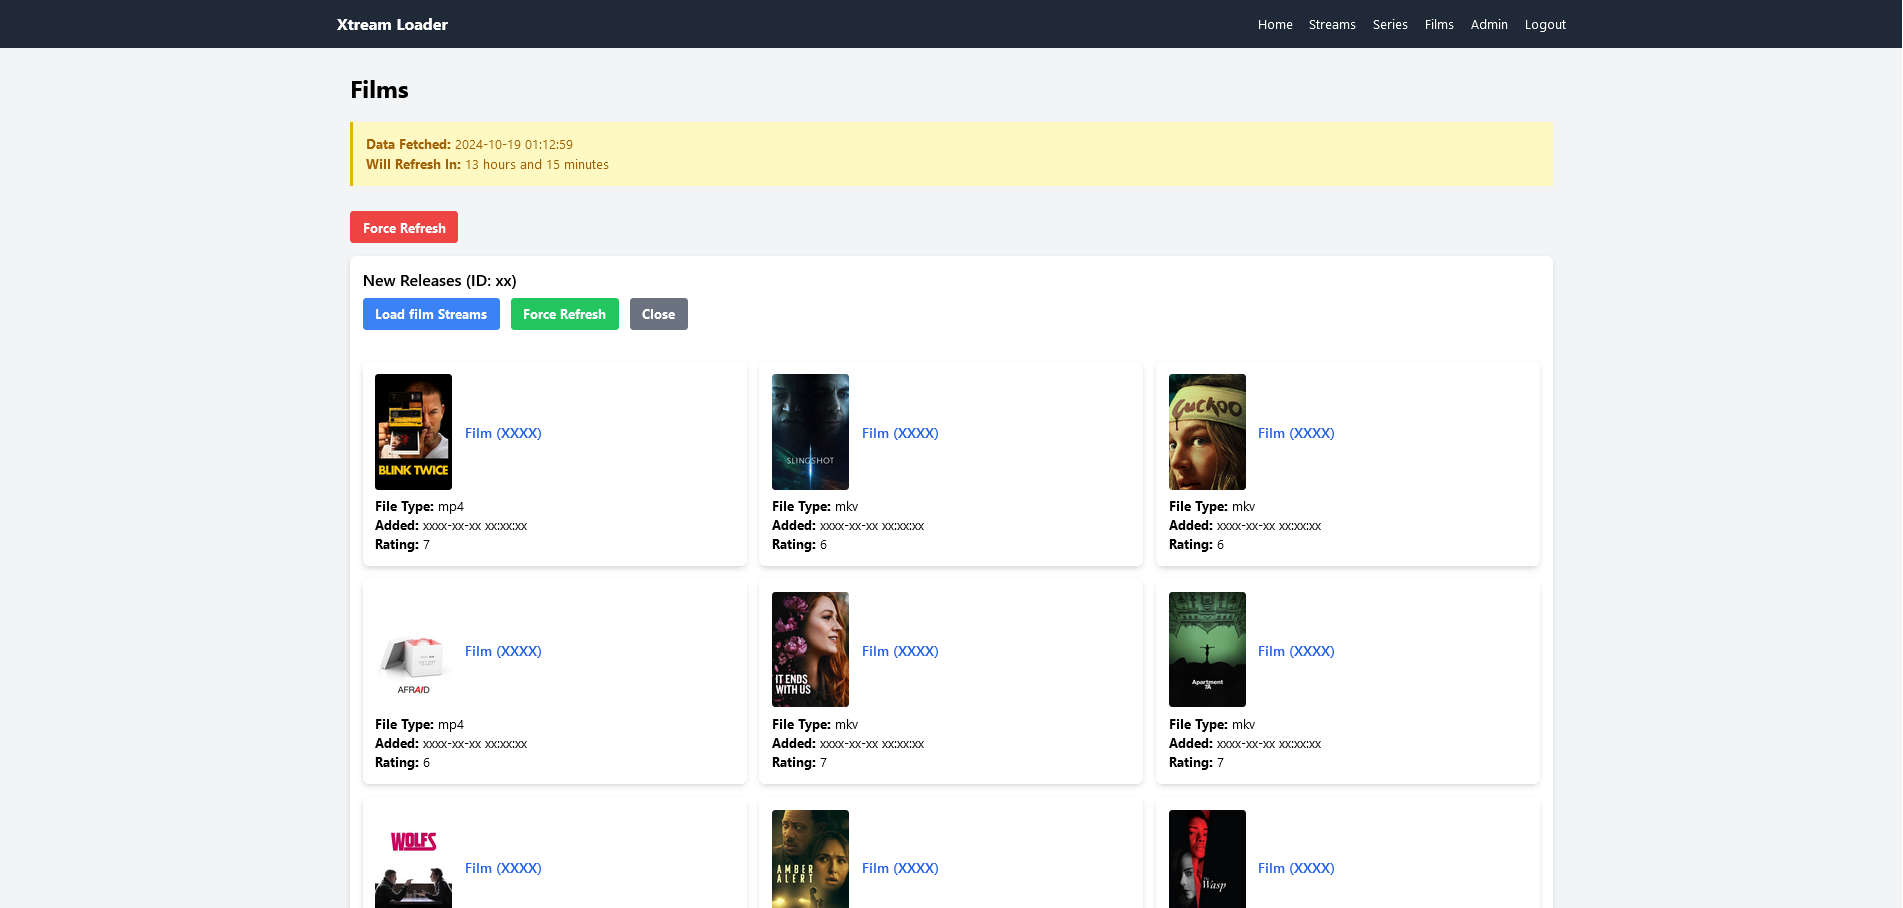 Xtream Loader
Home Streams Series Films Admin Logout
Films
Data Fetched: 2024-10-19 01:12:59
Will Refresh In: 13 hours and 15 minutes
Force Refresh
New Releases (ID: xx)
Load film Streams Force Refresh Close
BLINK TWICE
Film (XXXX)
File Type: mp4
Added: xxxx-xx-xx xx:xx:xx
Rating: 7
SLINGSHOT
Film (XXXX)
File Type: mkv
Added: xxxx-xx-xx xx:xx:xx
Rating: 6
CUCKOO
Film (XXXX)
File Type: mkv
Added: xxxx-xx-xx xx:xx:xx
Rating: 6
AFRAID
Film (XXXX)
File Type: mp4
Added: xxxx-xx-xx xx:xx:xx
Rating: 6
IT ENDS
WITH US
Film (XXXX)
File Type: mkv
Added: xxxx-xx-xx xx:xx:xx
Rating: 7
Apartment
7A
Film (XXXX)
File Type: mkv
Added: xxxx-xx-xx xx:xx:xx
Rating: 7
WOLFS
Film (XXXX)
AMBER
ALERT
Film (XXXX)
The
Wasp
Film (XXXX)